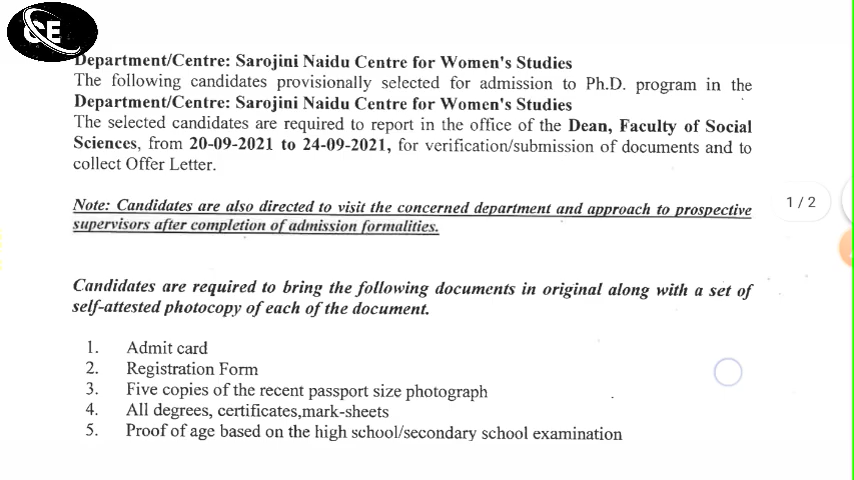 CE
Department/Centre: Sarojini Naidu Centre for Women's Studies
The following candidates provisionally selected for admission to Ph.D. program in the
Department/Centre: Sarojini Naidu Centre for Women's Studies
The selected candidates are required to report in the office of the Dean, Faculty of Social
Sciences, from 20-09-2021 to 24-09-2021, for verification/submission of documents and to
collect Offer Letter.
Note: Candidates are also directed to visit the concerned department and approach to prospective
supervisors after completion of admission formalities.
1 / 2
Candidates are required to bring the following documents in original along with a set of
self-attested photocopy of each of the document.
1. Admit card
2. Registration Form
3. Five copies of the recent passport size photograph
4. All degrees, certificates,mark-sheets
5. Proof of age based on the high school/secondary school examination